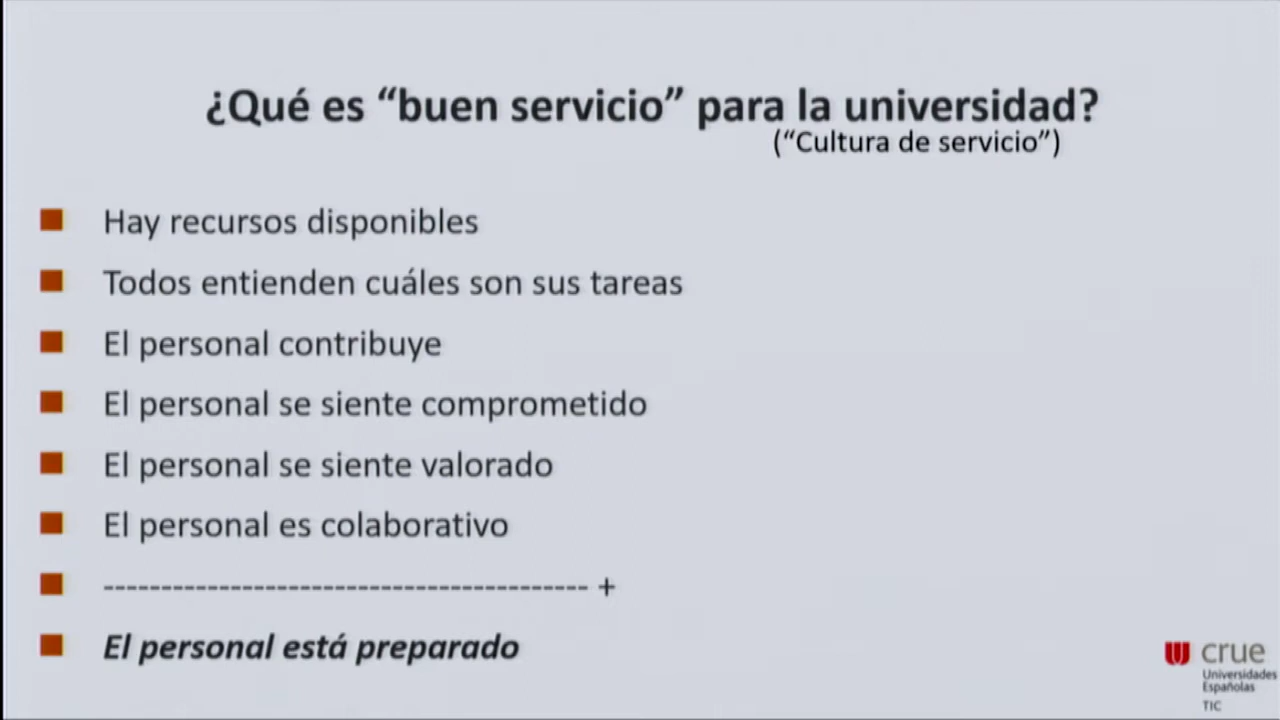 ¿Qué es “buen servicio” para la universidad?
(“Cultura de servicio”)
Hay recursos disponibles
Todos entienden cuáles son sus tareas
El personal contribuye
El personal se siente comprometido
El personal se siente valorado
El personal es colaborativo
------------------------------------------ +
El personal está preparado
crue
Universidades
Españolas
TIC